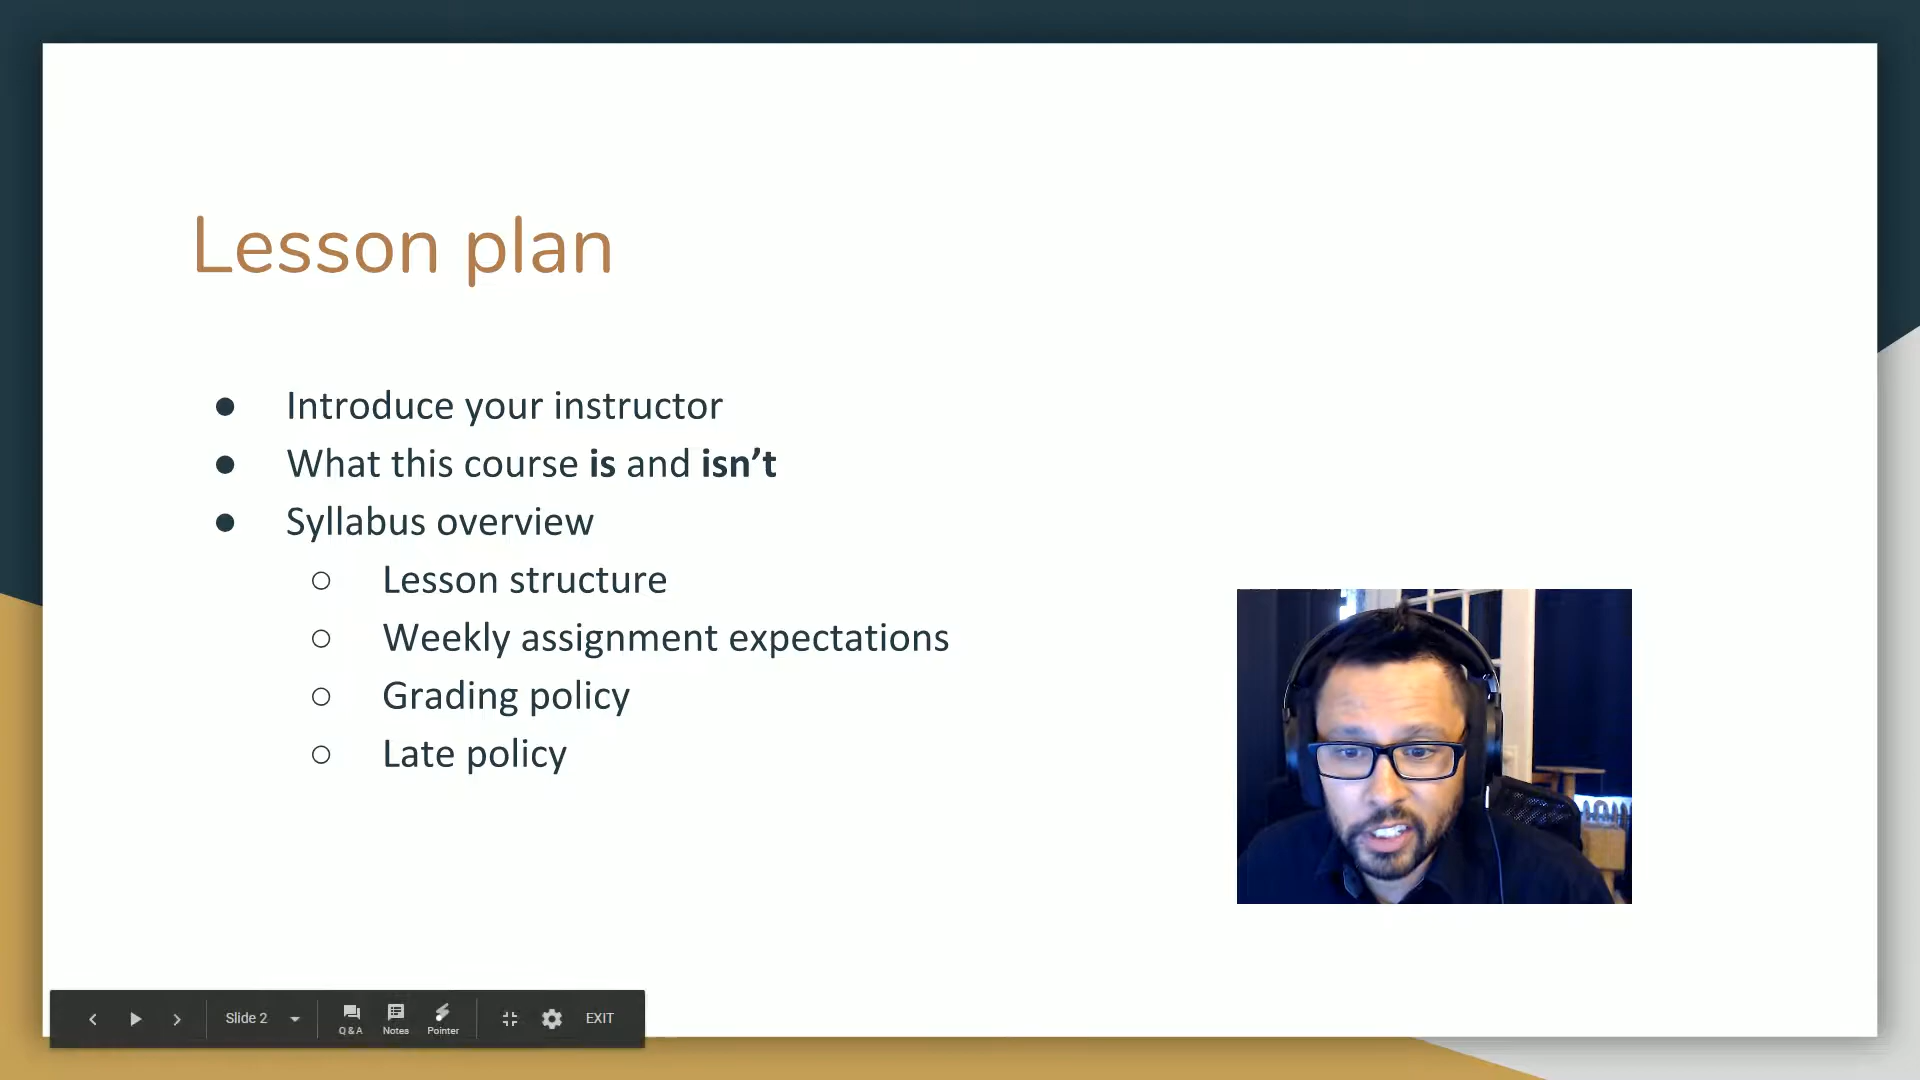 Lesson plan
● Introduce your instructor
● What this course is and isn’t
● Syllabus overview
○ Lesson structure
○ Weekly assignment expectations
○ Grading policy
○ Late policy
Slide 2
Q&A
Notes
Pointer
EXIT